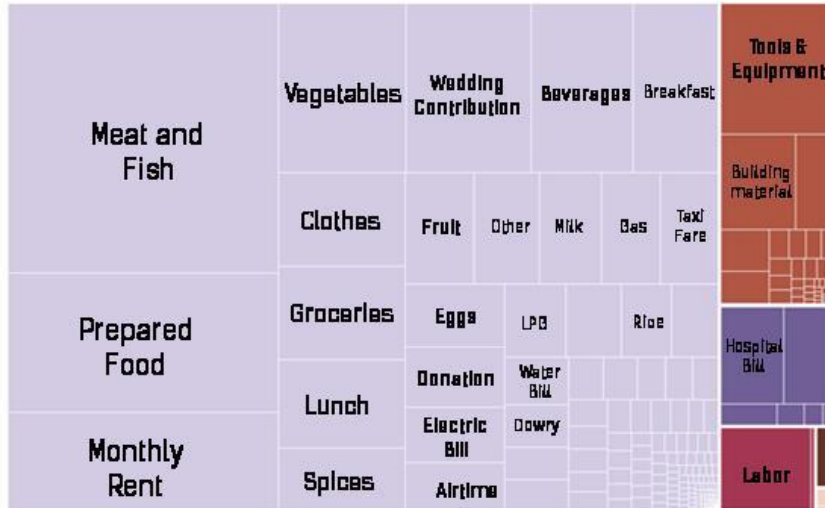 Meat and
Fish
Prepared
Food
Monthly
Rent
Vegetables
Clothes
Groceries
Lunch
Spices
Wedding
Contribution
Beverages
Breakfast
Fruit
Other
Milk
Gas
Taxi
Fare
Eggs
LPG
Rice
Donation
Water
Bill
Electric
Bill
Dowry
Airtime
Tools &
Equipment
Building
material
Hospital
Bill
Labor